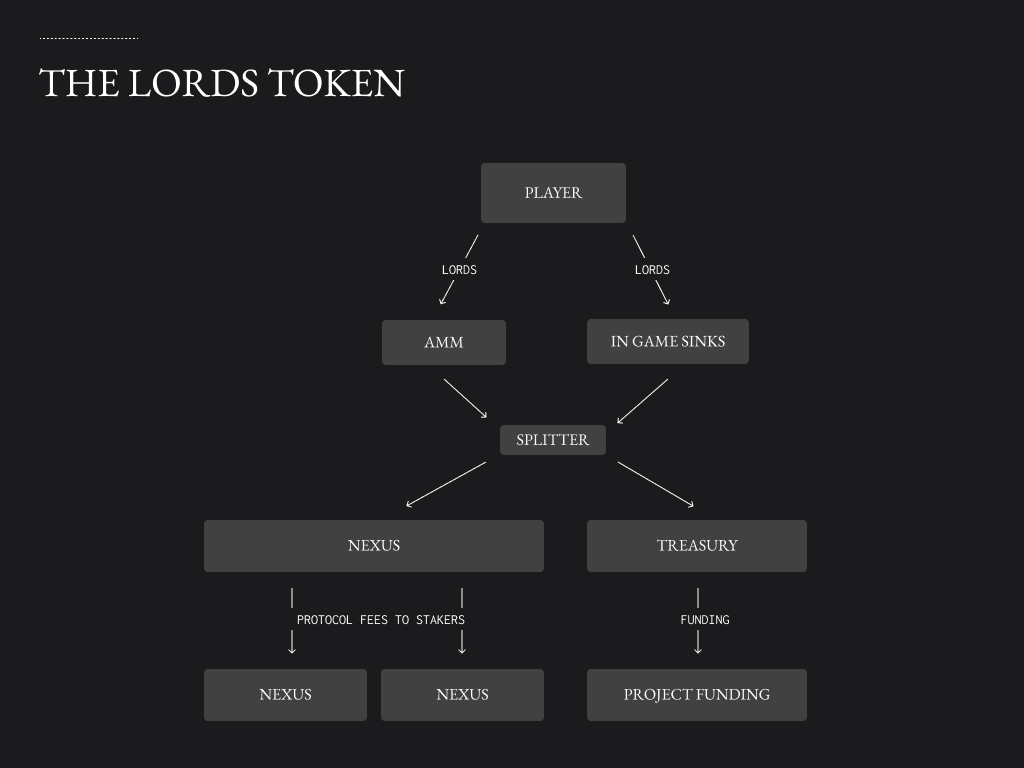 THE LORDS TOKEN
PLAYER
LORDS
LORDS
AMM
IN GAME SINKS
SPLITTER
NEXUS
TREASURY
PROTOCOL FEES TO STAKERS
FUNDING
NEXUS
NEXUS
PROJECT FUNDING